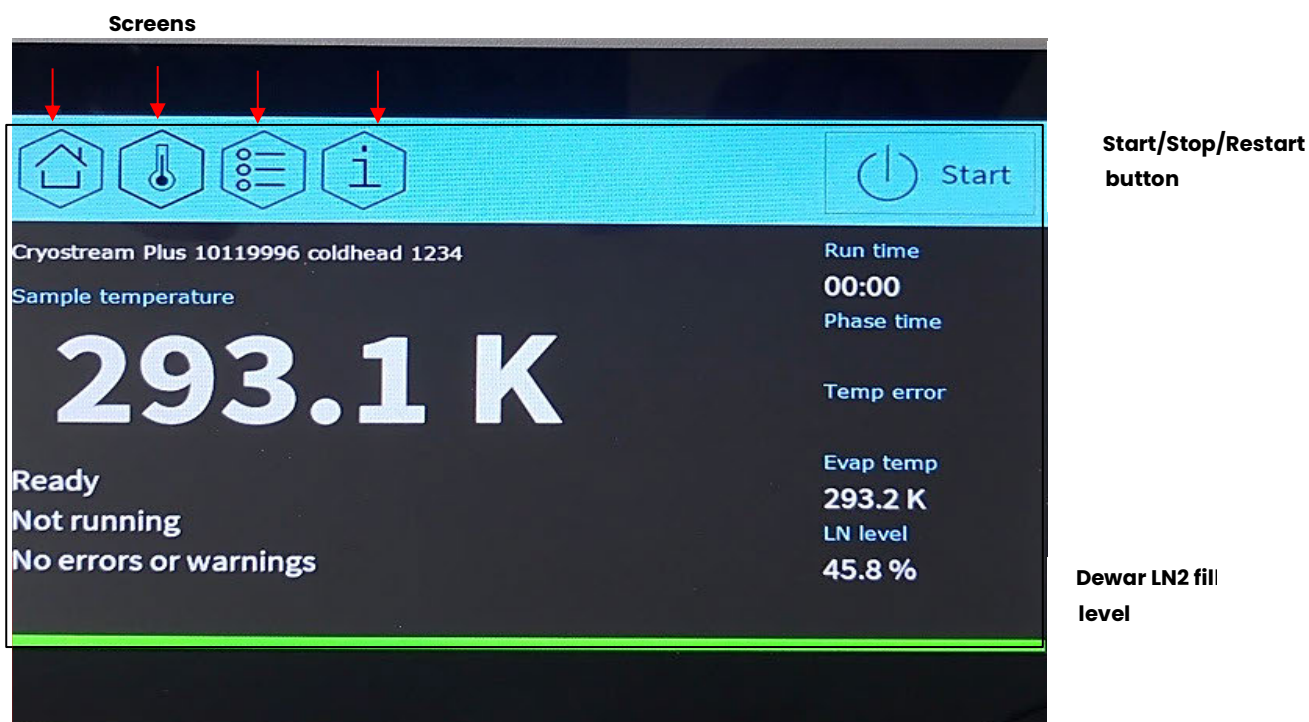 Screens
Start
Start/Stop/Restart
button
Cryostream Plus 10119996 coldhead 1234
Sample temperature
293.1 K
Ready
Not running
No errors or warnings
Run time
00:00
Phase time
Temp error
Evap temp
293.2 K
LN level
45.8 %
Dewar LN2 fill
level